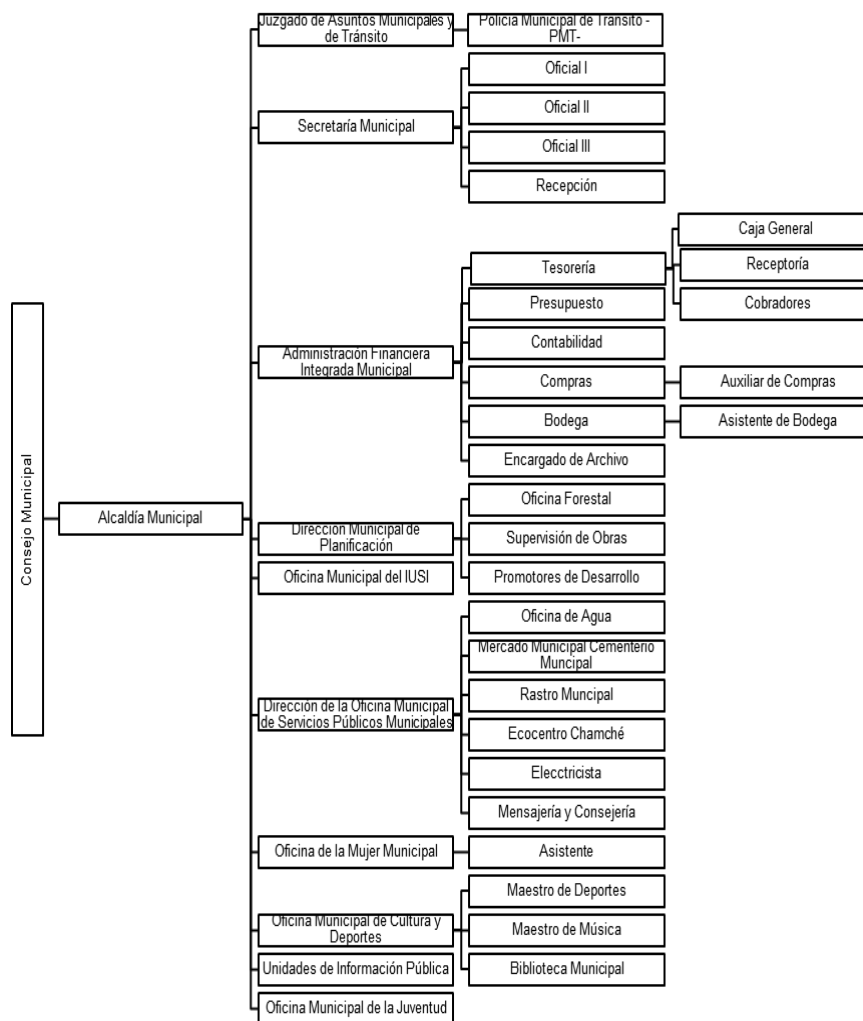 Consejo Municipal
Alcaldía Municipal
Juzgado de Asuntos Municipales y
de Tránsito
Policía Municipal de Tránsito -
PMT-
Secretaría Municipal
Oficial I
Oficial II
Oficial III
Recepción
Administración Financiera
Integrada Municipal
Tesorería
Caja General
Receptoría
Cobradores
Presupuesto
Contabilidad
Compras
Auxiliar de Compras
Bodega
Asistente de Bodega
Encargado de Archivo
Dirección Municipal de
Planificación
Oficina Forestal
Supervisión de Obras
Promotores de Desarrollo
Oficina Municipal del IUSI
Dirección de la Oficina Municipal
de Servicios Públicos Municipales
Oficina de Agua
Mercado Municipal Cementerio
Muncipal
Rastro Muncipal
Ecocentro Chamché
Elecctricista
Mensajería y Consejería
Oficina de la Mujer Municipal
Asistente
Oficina Municipal de Cultura y
Deportes
Maestro de Deportes
Maestro de Música
Biblioteca Municipal
Unidades de Información Pública
Oficina Municipal de la Juventud